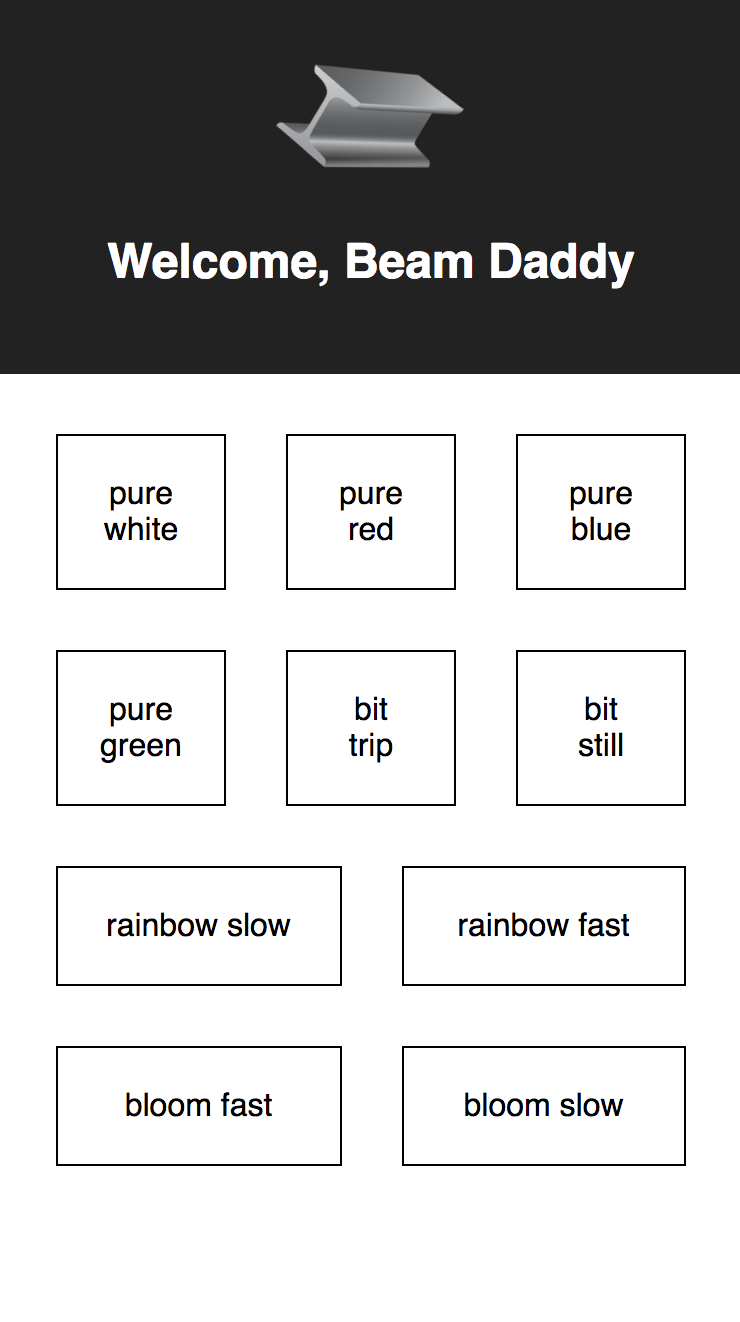 Welcome, Beam Daddy
pure
white
pure
red
pure
blue
pure
green
bit
trip
bit
still
rainbow slow
rainbow fast
bloom fast
bloom slow